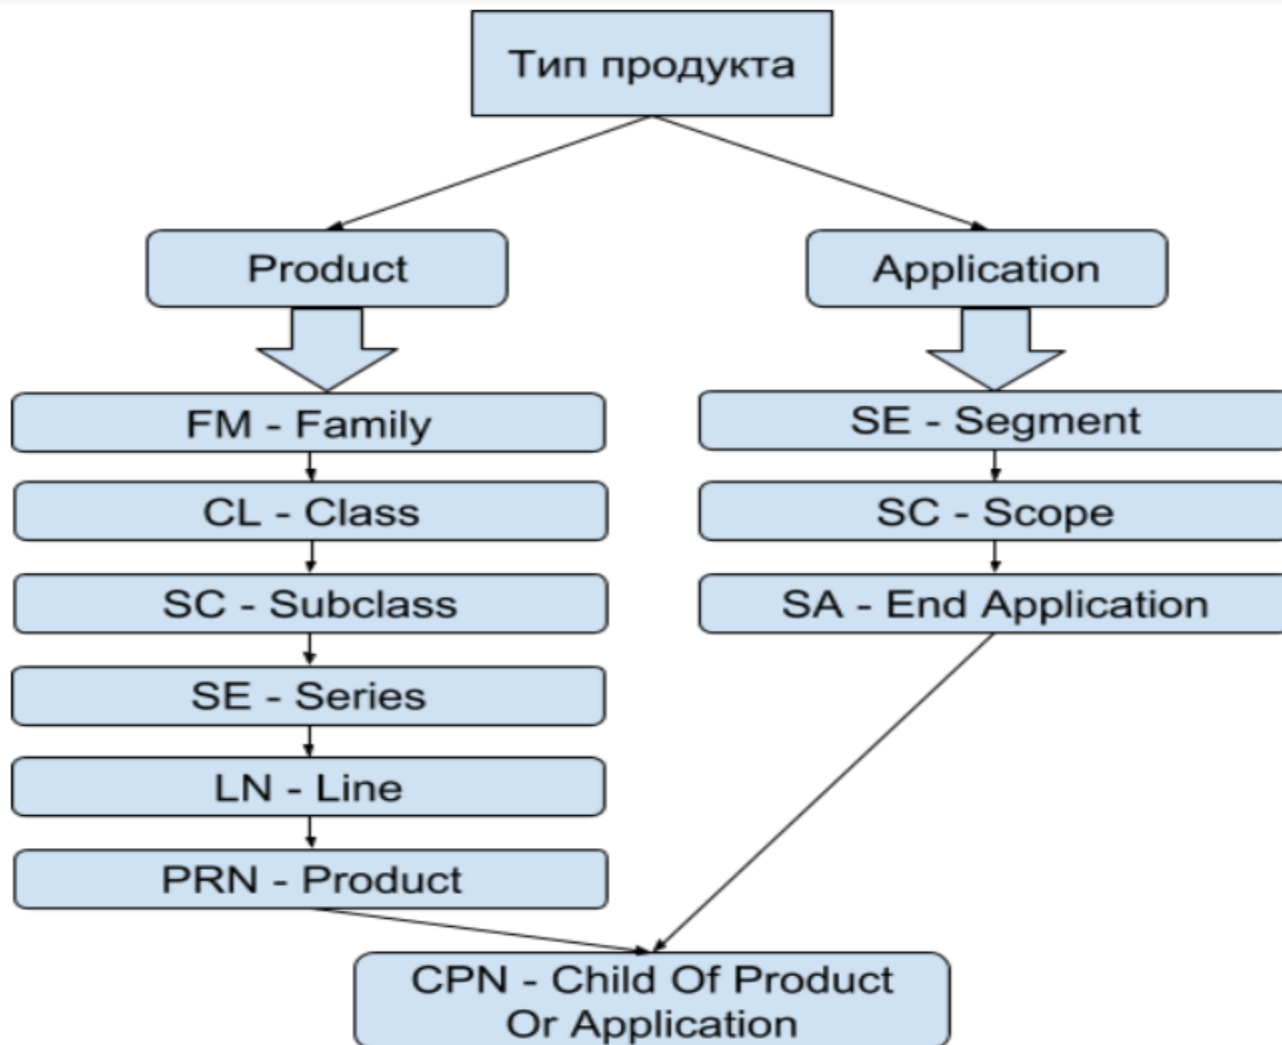 Тип продукта
Product
Application
FM - Family
SE - Segment
CL - Class
SC - Scope
SC - Subclass
SA - End Application
SE - Series
LN - Line
PRN - Product
CPN - Child Of Product
Or Application